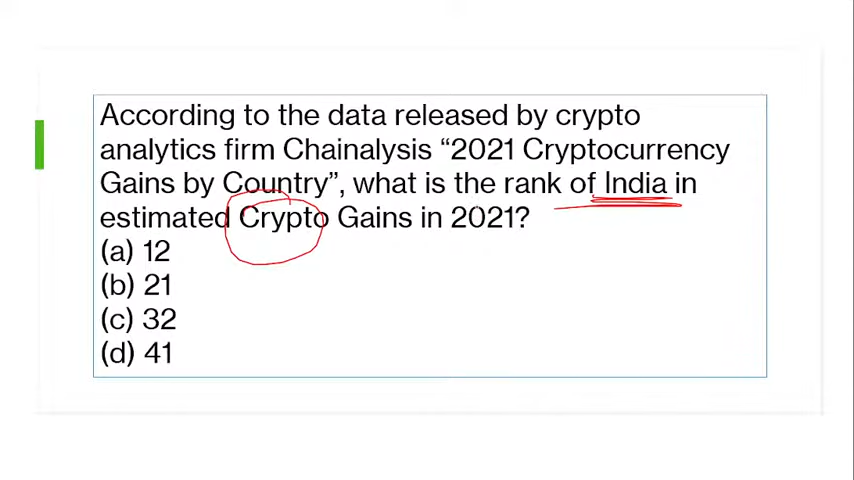 According to the data released by crypto
analytics firm Chainalysis “2021 Cryptocurrency
Gains by Country”, what is the rank of India in
estimated Crypto Gains in 2021?
(a) 12
(b) 21
(c) 32
(d) 41